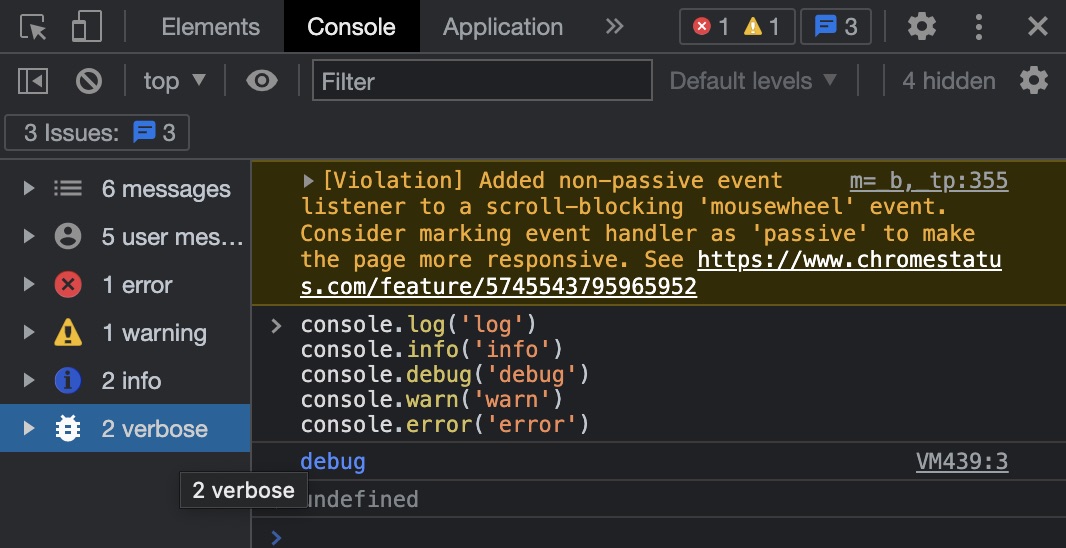 Elements Console Application 1 1 3
top Filter Default levels 4 hidden
3 Issues: 3
6 messages
5 user mes…
1 error
1 warning
2 info
2 verbose
2 verbose
[Violation] Added non-passive event m=_b,_tp:355
listener to a scroll-blocking 'mousewheel' event.
Consider marking event handler as 'passive' to make
the page more responsive. See https://www.chromestatu
s.com/feature/5745543795965952
> console.log('log')
console.info('info')
console.debug('debug')
console.warn('warn')
console.error('error')
debug VM439:3
undefined
>